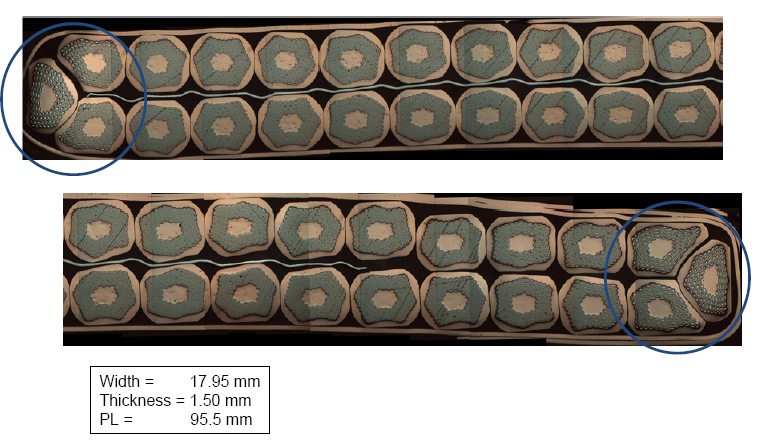 Width = 17.95 mm
Thickness = 1.50 mm
PL = 95.5 mm